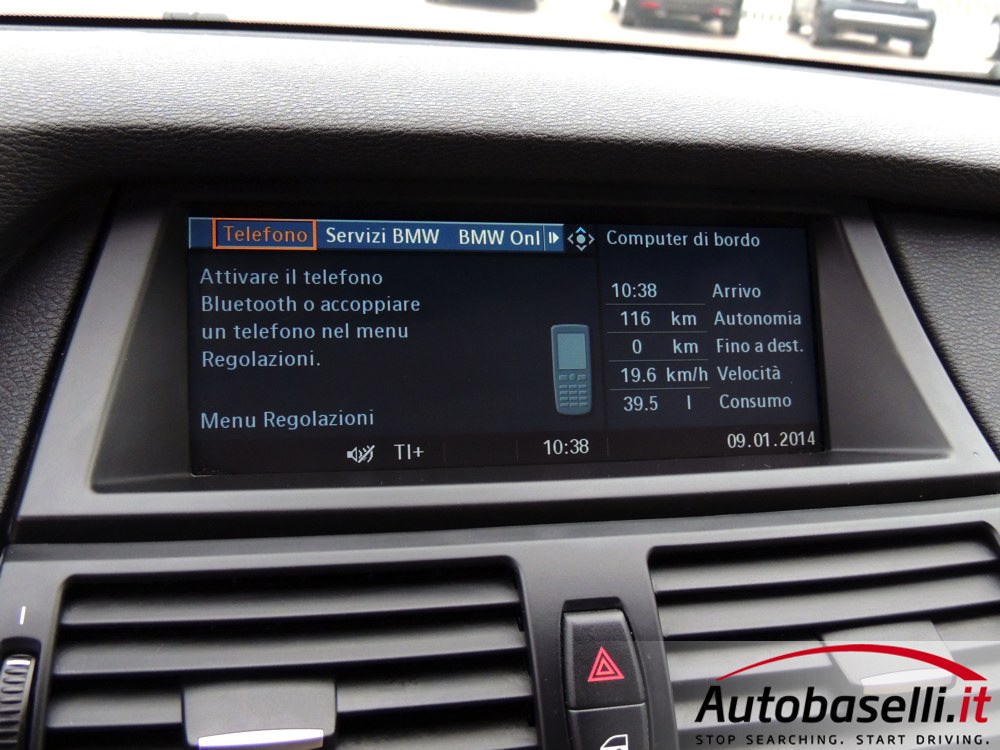 Telefono Servizi BMW BMW Onl
Attivare il telefono
Bluetooth o accoppiare
un telefono nel menu
Regolazioni.
Menu Regolazioni
TI+ 10:38
Computer di bordo
10:38 Arrivo
116 km Autonomia
0 km Fino a dest.
19.6 km/h Velocità
39.5 l Consumo
09.01.2014
Autobaselli.it
STOP SEARCHING. START DRIVING.